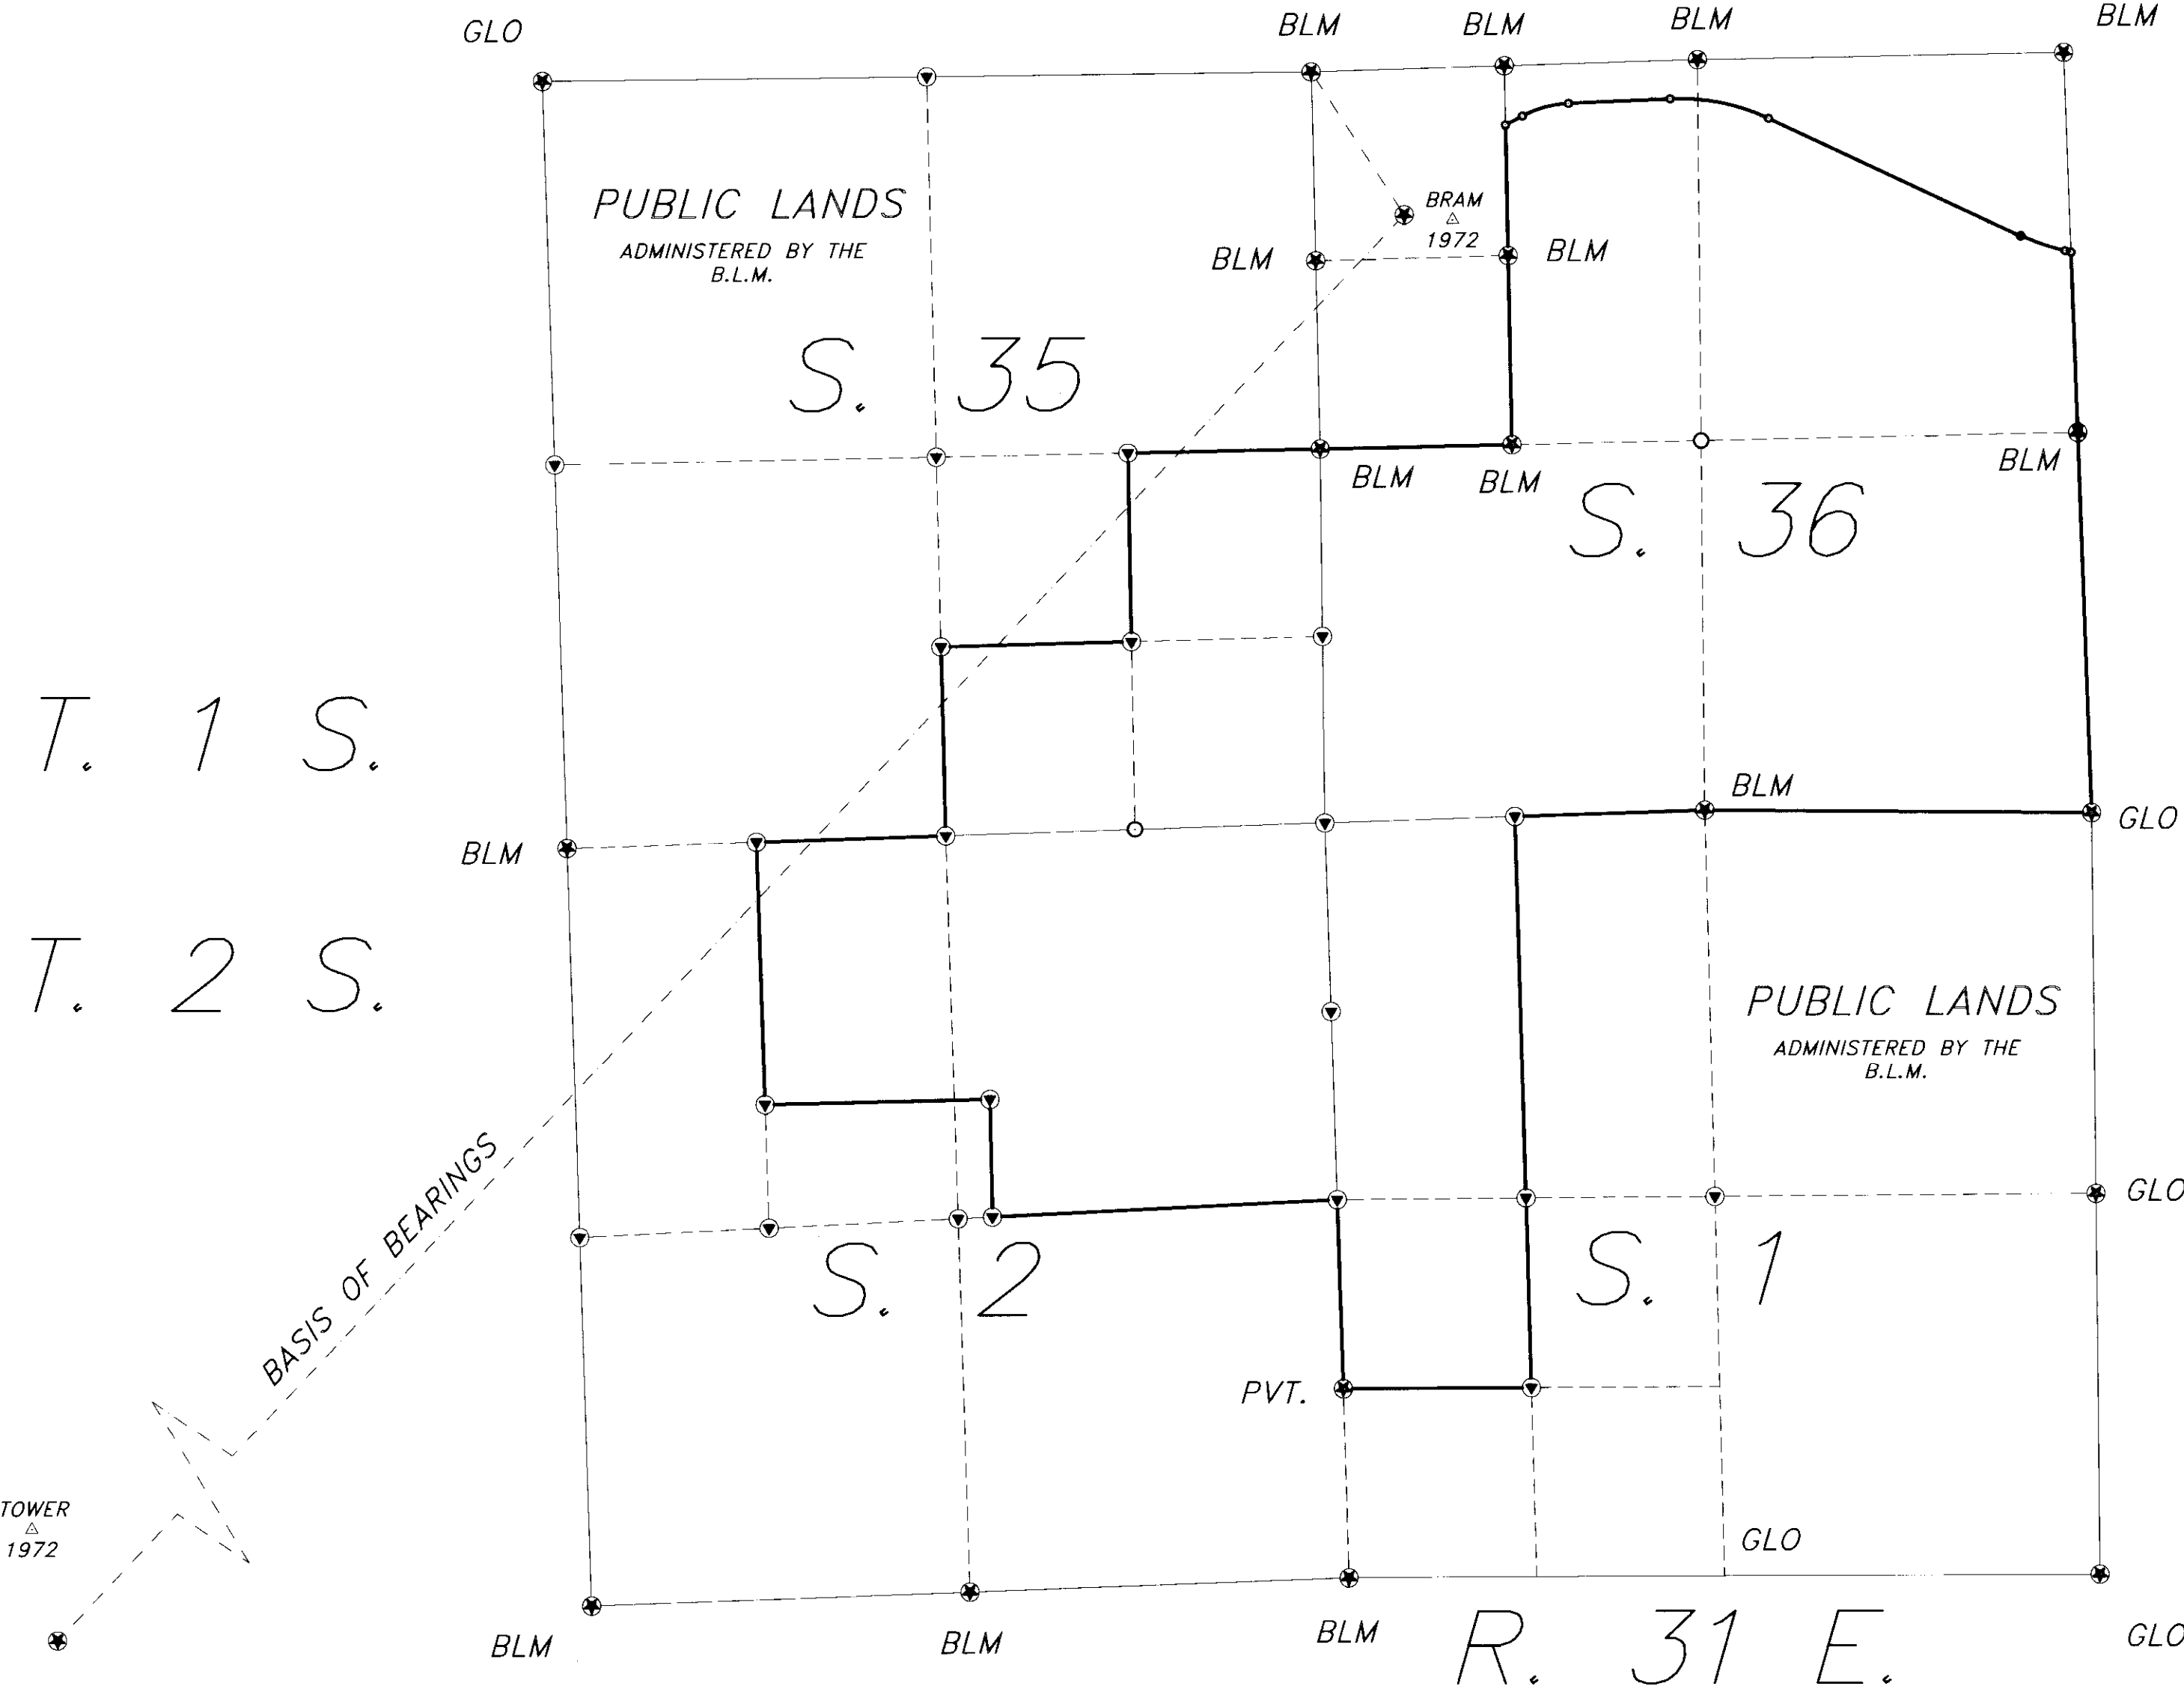 GLO
BLM
BLM
BLM
BLM
PUBLIC LANDS
ADMINISTERED BY THE
B.L.M.
BRAM
1972
BLM
BLM
S. 35
BLM
BLM
BLM
S. 36
T. 1 S.
BLM
GLO
BLM
T. 2 S.
PUBLIC LANDS
ADMINISTERED BY THE
B.L.M.
BASIS OF BEARINGS
GLO
S. 2
S. 1
PVT.
TOWER
1972
GLO
BLM
BLM
BLM
R. 31 E.
GLO